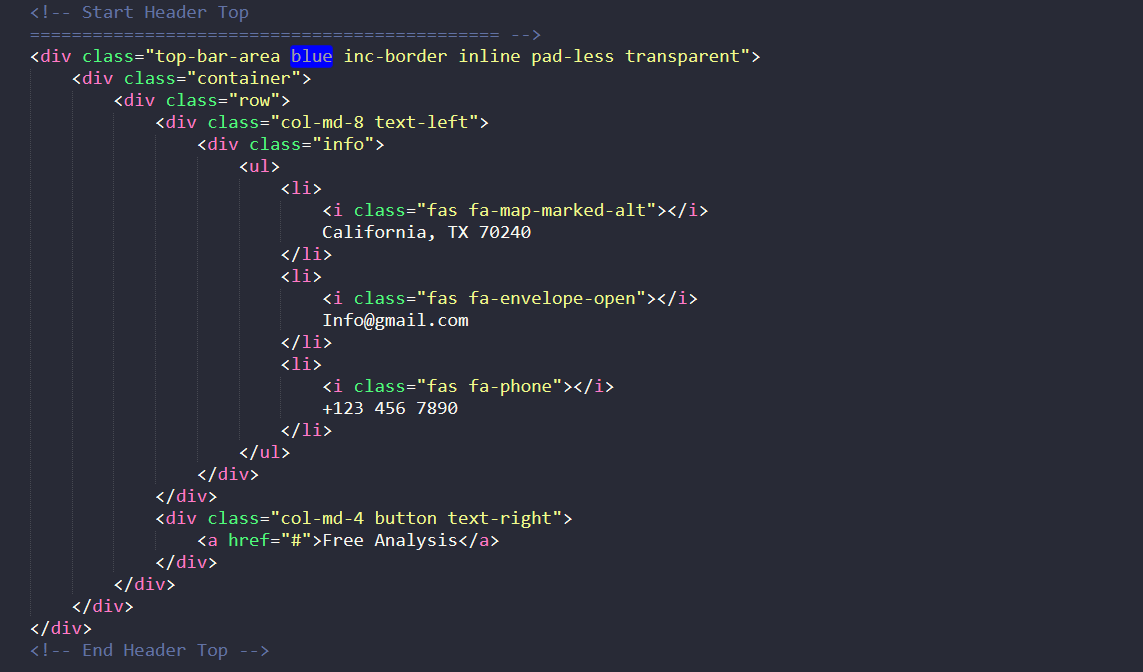 <!-- Start Header Top
============================================= -->
<div class="top-bar-area blue inc-border inline pad-less transparent">
<div class="container">
<div class="row">
<div class="col-md-8 text-left">
<div class="info">
<ul>
<li>
<i class="fas fa-map-marked-alt"></i>
California, TX 70240
</li>
<li>
<i class="fas fa-envelope-open"></i>
Info@gmail.com
</li>
<li>
<i class="fas fa-phone"></i>
+123 456 7890
</li>
</ul>
</div>
</div>
<div class="col-md-4 button text-right">
<a href="#">Free Analysis</a>
</div>
</div>
</div>
</div>
<!-- End Header Top -->